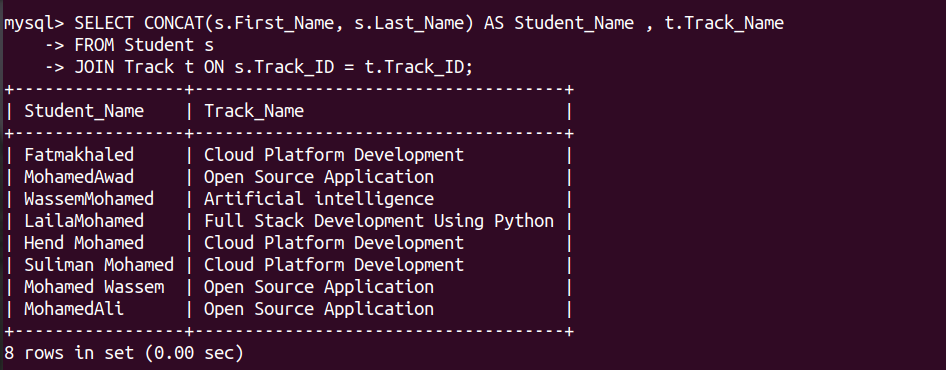 mysql> SELECT CONCAT(s.First_Name, s.Last_Name) AS Student_Name , t.Track_Name
    -> FROM Student s
    -> JOIN Track t ON s.Track_ID = t.Track_ID;
+-----------------+-------------------------------------+
| Student_Name    | Track_Name                          |
+-----------------+-------------------------------------+
| Fatmakhaled     | Cloud Platform Development          |
| MohamedAwad     | Open Source Application             |
| WassemMohamed   | Artificial intelligence             |
| LailaMohamed    | Full Stack Development Using Python |
| Hend Mohamed    | Cloud Platform Development          |
| Suliman Mohamed | Cloud Platform Development          |
| Mohamed Wassem  | Open Source Application             |
| MohamedAli      | Open Source Application             |
+-----------------+-------------------------------------+
8 rows in set (0.00 sec)